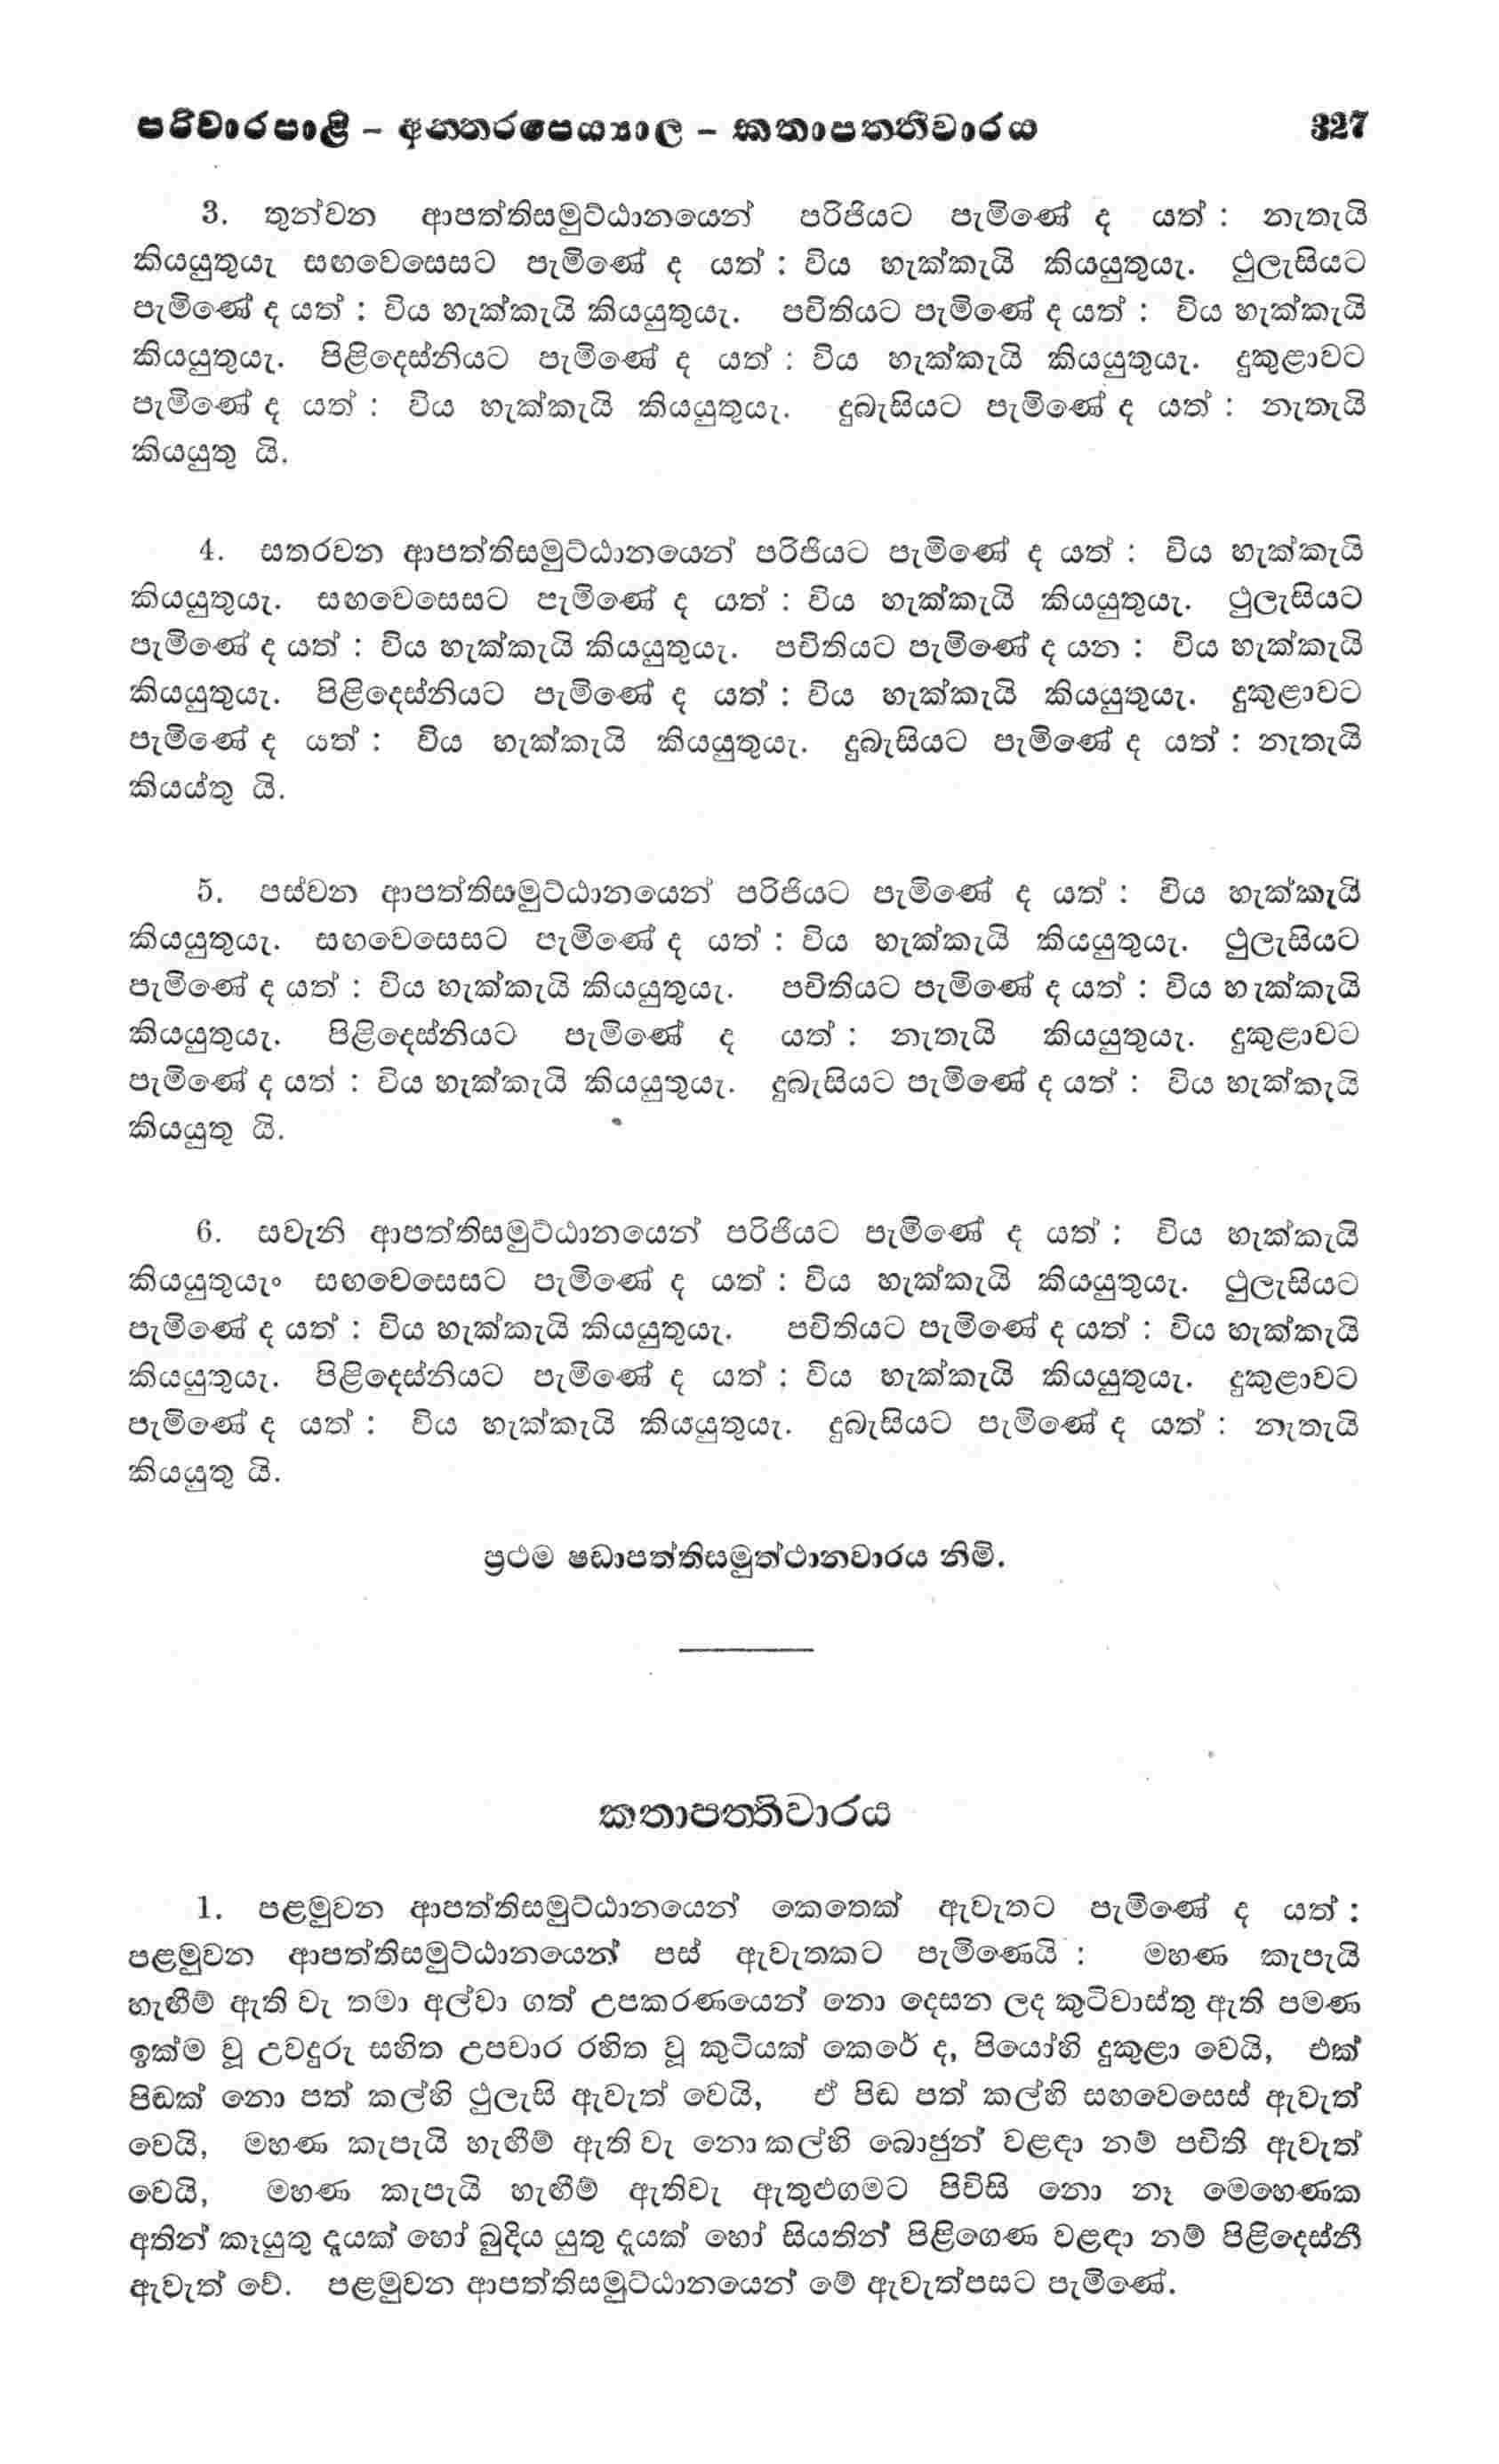 පරිවාරපාළි – අන්තරපෙය්‍යාල – කතාපත්තිවාරය 327
3. තුන්වන ආපත්තිසමුට්ඨානයෙන් පරිජියට පැමිණේ ද යත් : නැතැයි
කියයුතුයැ සඟවෙසෙසට පැමිණේ ද යත් : විය හැක්කැයි කියයුතුයැ. ථුලැසියට
පැමිණේ ද යත් : විය හැක්කැයි කියයුතුයැ. පචිතියට පැමිණේ ද යත් : විය හැක්කැයි
කියයුතුයැ. පිළිදෙස්නියට පැමිණේ ද යත් : විය හැක්කැයි කියයුතුයැ. දුකුළාවට
පැමිණේ ද යත් : විය හැක්කැයි කියයුතුයැ. දුබැසියට පැමිණේ ද යත් : නැතැයි
කියයුතු යි.
4. සතරවන ආපත්තිසමුට්ඨානයෙන් පරිජියට පැමිණේ ද යත් : විය හැක්කැයි
කියයුතුයැ. සඟවෙසෙසට පැමිණේ ද යත් : විය හැක්කැයි කියයුතුයැ. ථුලැසියට
පැමිණේ ද යත් : විය හැක්කැයි කියයුතුයැ. පචිතියට පැමිණේ ද යන : විය හැක්කැයි
කියයුතුයැ. පිළිදෙස්නියට පැමිණේ ද යත් : විය හැක්කැයි කියයුතුයැ. දුකුළාවට
පැමිණේ ද යත් : විය හැක්කැයි කියයුතුයැ. දුබැසියට පැමිණේ ද යත් : නැතැයි
කියය්තු යි.
5. පස්වන ආපත්තිසමුට්ඨානයෙන් පරිජියට පැමිණේ ද යත් : විය හැක්කැයි
කියයුතුයැ. සඟවෙසෙසට පැමිණේ ද යත් : විය හැක්කැයි කියයුතුයැ. ථුලැසියට
පැමිණේ ද යත් : විය හැක්කැයි කියයුතුයැ. පචිතියට පැමිණේ ද යත් : විය හැක්කැයි
කියයුතුයැ. පිළිදෙස්නියට පැමිණේ ද යත් : නැතැයි කියයුතුයැ. දුකුළාවට
පැමිණේ ද යත් : විය හැක්කැයි කියයුතුයැ. දුබැසියට පැමිණේ ද යත් : විය හැක්කැයි
කියයුතු යි.
6. සවැනි ආපත්තිසමුට්ඨානයෙන් පරිජියට පැමිණේ ද යත් : විය හැක්කැයි
කියයුතුයැ. සඟවෙසෙසට පැමිණේ ද යත් : විය හැක්කැයි කියයුතුයැ. ථුලැසියට
පැමිණේ ද යත් : විය හැක්කැයි කියයුතුයැ. පචිතියට පැමිණේ ද යත් : විය හැක්කැයි
කියයුතුයැ. පිළිදෙස්නියට පැමිණේ ද යත් : විය හැක්කැයි කියයුතුයැ. දුකුළාවට
පැමිණේ ද යත් : විය හැක්කැයි කියයුතුයැ. දුබැසියට පැමිණේ ද යත් : නැතැයි
කියයුතු යි.
ප්‍රථම ෂඩාපත්තිසමුත්ථානවාරය නිමි.
කතාපත්තිවාරය
1. පළමුවන ආපත්තිසමුට්ඨානයෙන් කෙතෙක් ඇවැතට පැමිණේ ද යත් :
පළමුවන ආපත්තිසමුට්ඨානයෙන් පස් ඇවැතකට පැමිණෙයි : මහණ කැපැයි
හැඟීම් ඇති වැ තමා අල්වා ගත් උපකරණයෙන් නො දෙසන ලද කුටිවාස්තු ඇති පමණ
ඉක්ම වූ උවදුරු සහිත උපචාර රහිත වූ කුටියක් කෙරේ ද, පියෝහි දුකුළා වෙයි, එක්
පිඬක් නො පත් කල්හි ථුලැසි ඇවැත් වෙයි, ඒ පිඬ පත් කල්හි සඟවෙසෙස් ඇවැත්
වෙයි, මහණ කැපැයි හැඟීම් ඇති වැ නො කල්හි බොජුන් වළඳා නම් පචිති ඇවැත්
වෙයි, මහණ කැපැයි හැඟීම් ඇතිවැ ඇතුළුගමට පිවිසි නො නෑ මෙහෙණක
අතින් කෑයුතු දෑයක් හෝ බුදිය යුතු දෑයක් හෝ සියතින් පිළිගෙණ වළඳා නම් පිළිදෙස්නී
ඇවැත් වේ. පළමුවන ආපත්තිසමුට්ඨානයෙන් මේ ඇවැත්පසට පැමිණේ.